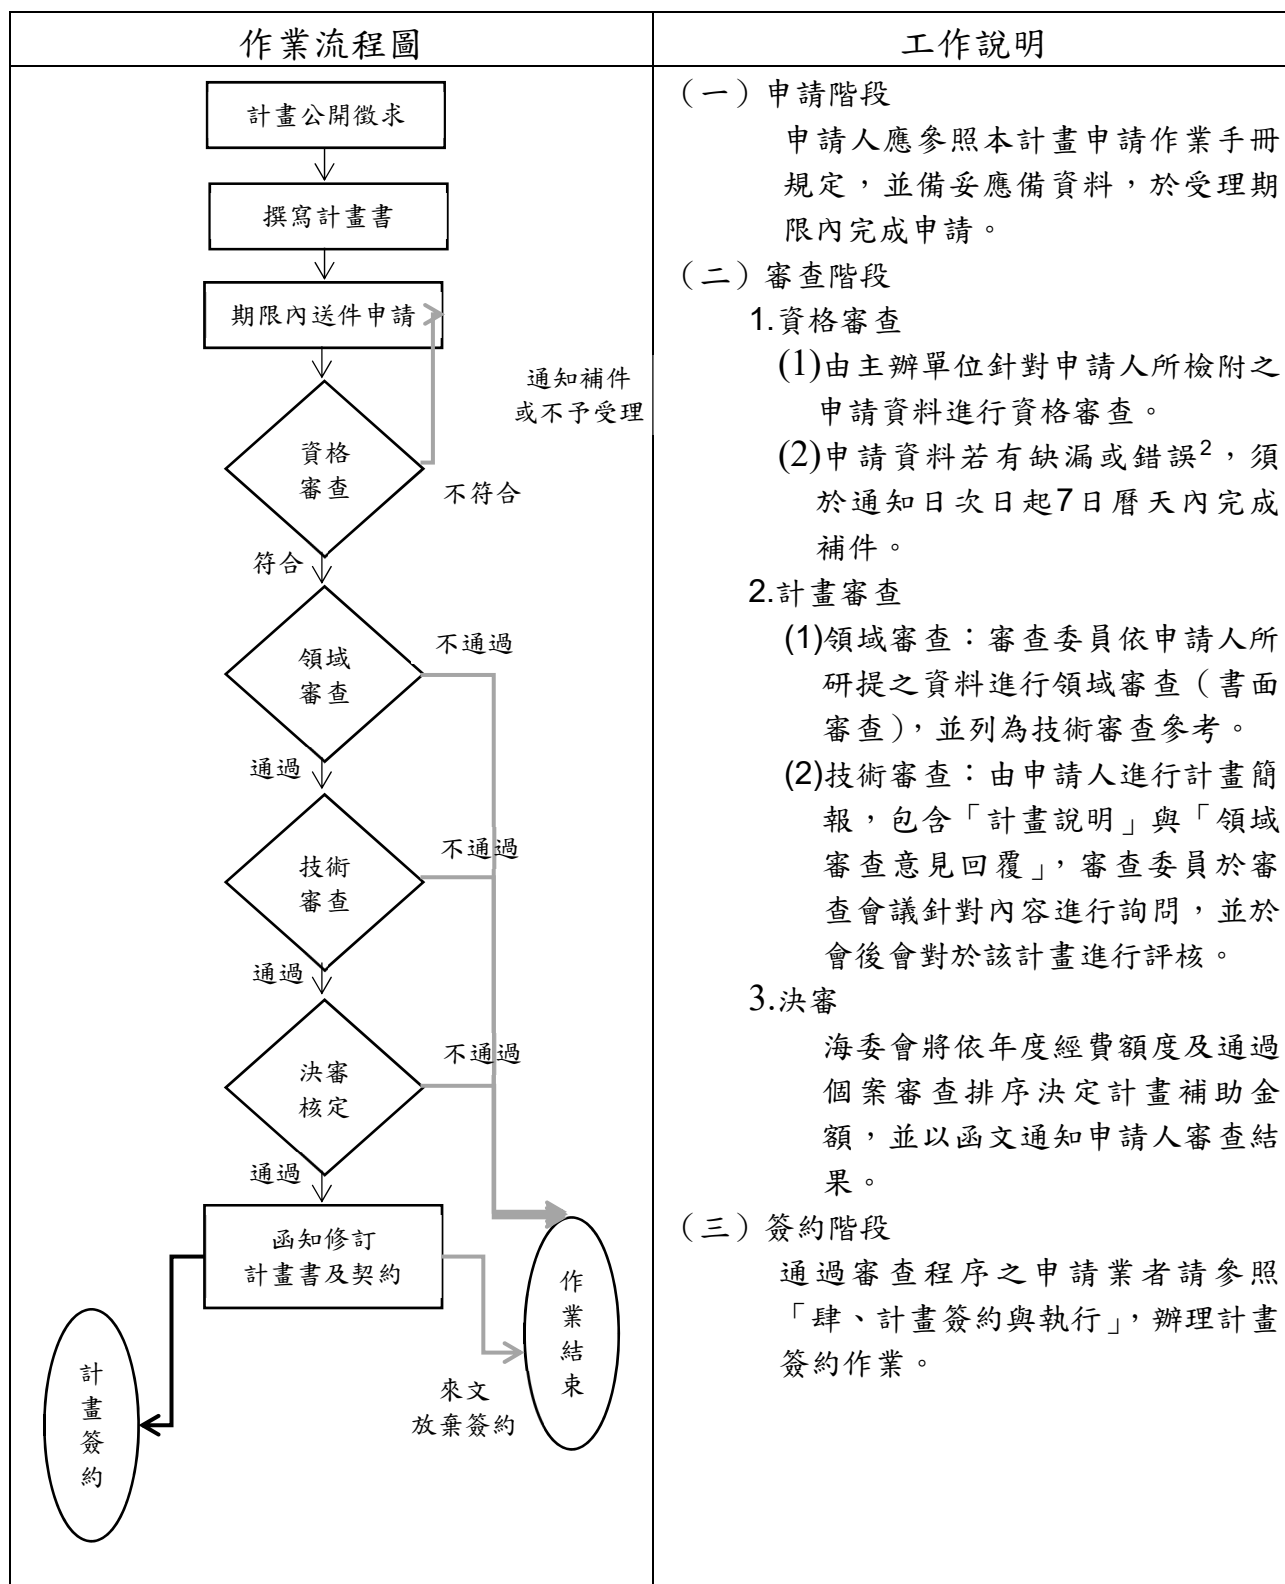 作業流程圖
工作說明
計畫公開徵求
撰寫計畫書
期限內送件申請
通知補件
或不予受理
資格
審查
不符合
符合
領域
審查
不通過
通過
技術
審查
不通過
通過
決審
核定
不通過
通過
函知修訂
計畫書及契約
作
業
結
束
來文
放棄簽約
計
畫
簽
約
（一）申請階段
申請人應參照本計畫申請作業手冊
規定，並備妥應備資料，於受理期
限內完成申請。
（二）審查階段
1.資格審查
(1)由主辦單位針對申請人所檢附之
申請資料進行資格審查。
(2)申請資料若有缺漏或錯誤²，須
於通知日次日起7日曆天內完成
補件。
2.計畫審查
(1)領域審查：審查委員依申請人所
研提之資料進行領域審查（書面
審查），並列為技術審查參考。
(2)技術審查：由申請人進行計畫簡
報，包含「計畫說明」與「領域
審查意見回覆」，審查委員於審
查會議針對內容進行詢問，並於
會後會對於該計畫進行評核。
3.決審
海委會將依年度經費額度及通過
個案審查排序決定計畫補助金
額，並以函文通知申請人審查結
果。
（三）簽約階段
通過審查程序之申請業者請參照
「肆、計畫簽約與執行」，辦理計畫
簽約作業。